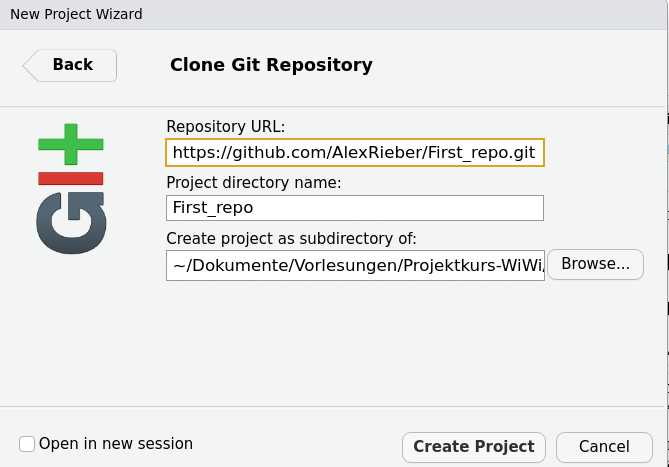 New Project Wizard
Back
Clone Git Repository
Repository URL:
https://github.com/AlexRieber/First_repo.git
Project directory name:
First_repo
Create project as subdirectory of:
~/Dokumente/Vorlesungen/Projektkurs-WiWi/
Browse...
GIt
Open in new session
Create Project
Cancel